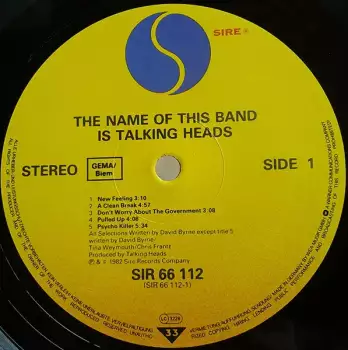 SIRE ®
THE NAME OF THIS BAND
IS TALKING HEADS
STEREO
GEMA/
Biem
SIDE 1
1 New Feeling 3:10
2 A Clean Break 4:57
3 Don't Worry About The Government 3:08
4 Pulled Up 4:08
5 Psycho Killer 5:34
All Selections Written by David Byrne except title 5
by David Byrne/
Tina Weymouth/Chris Frantz
Produced by Talking Heads
℗ & © 1982 Sire Records Company
SIR 66 112
(SIR 66 112-1)
LC 3228
33